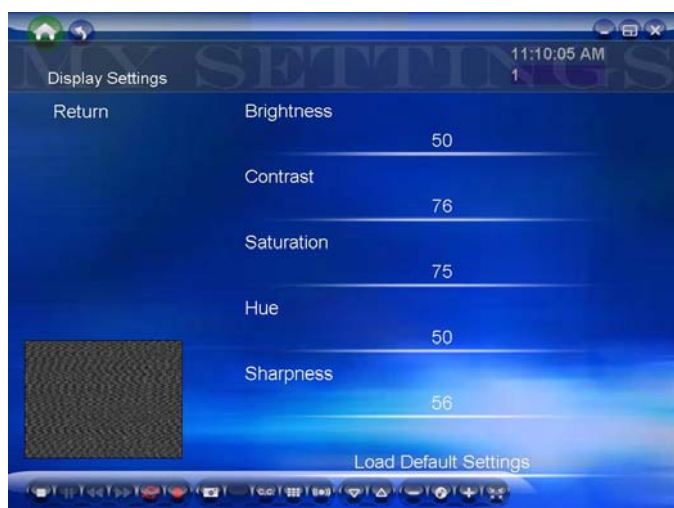 MY SETTINGS
11:10:05 AM
1
Display Settings
Return
Brightness
50
Contrast
76
Saturation
75
Hue
50
Sharpness
56
Load Default Settings
C.C.